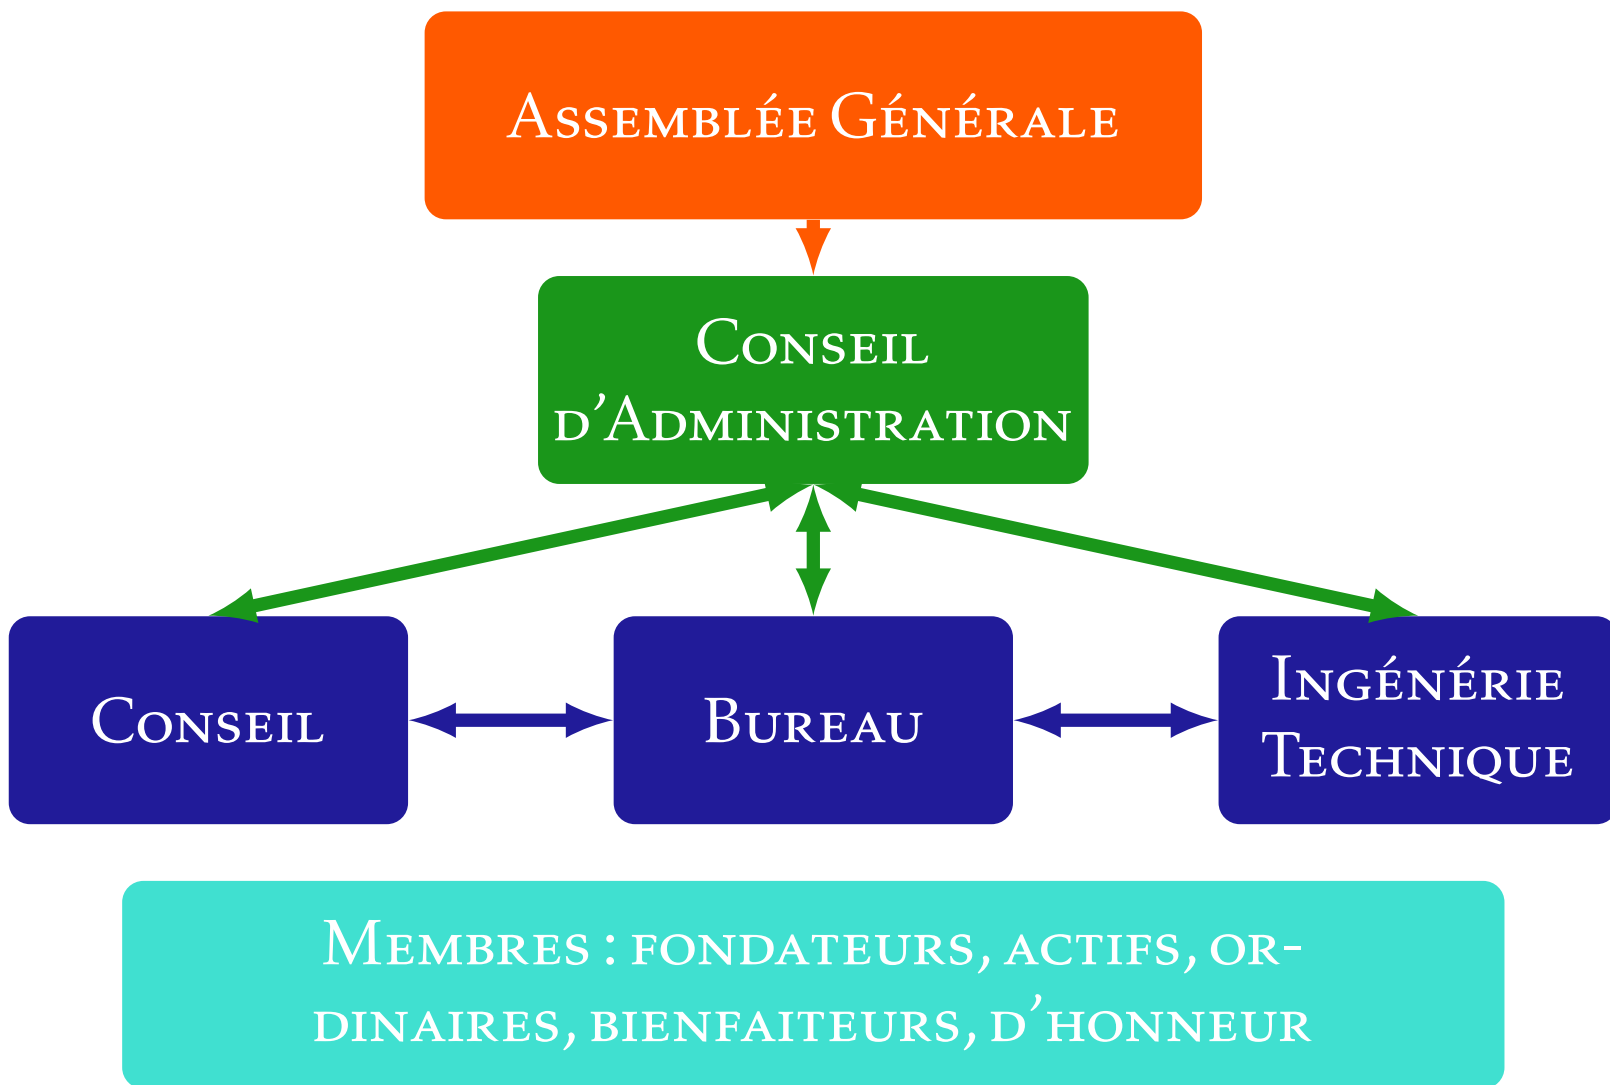 Assemblée Générale
Conseil
d'Administration
Conseil
Bureau
Ingénérie
Technique
Membres : fondateurs, actifs, or-
dinaires, bienfaiteurs, d'honneur